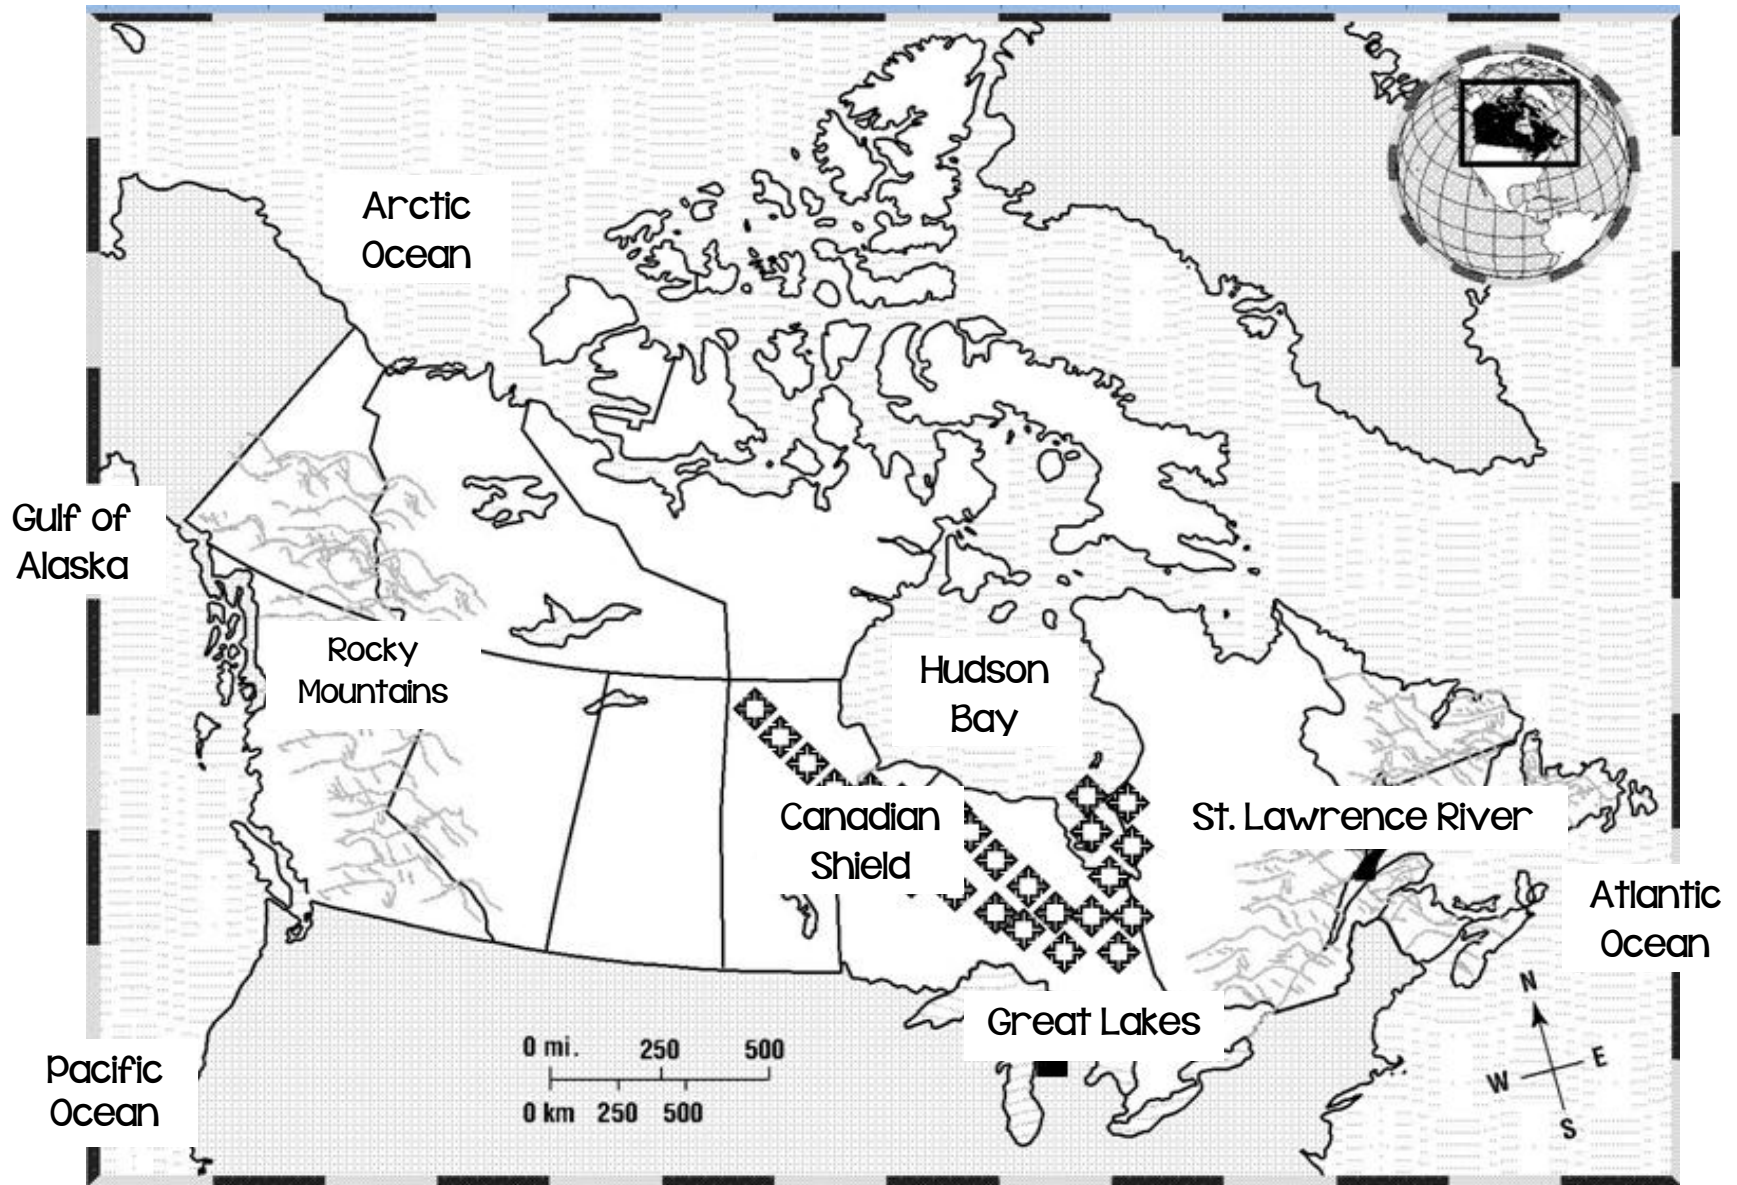 Arctic
Ocean
Gulf of
Alaska
Rocky
Mountains
Hudson
Bay
Canadian
Shield
St. Lawrence River
Atlantic
Ocean
Great Lakes
Pacific
Ocean
0 mi. 250 500
0 km 250 500
N
W E
S